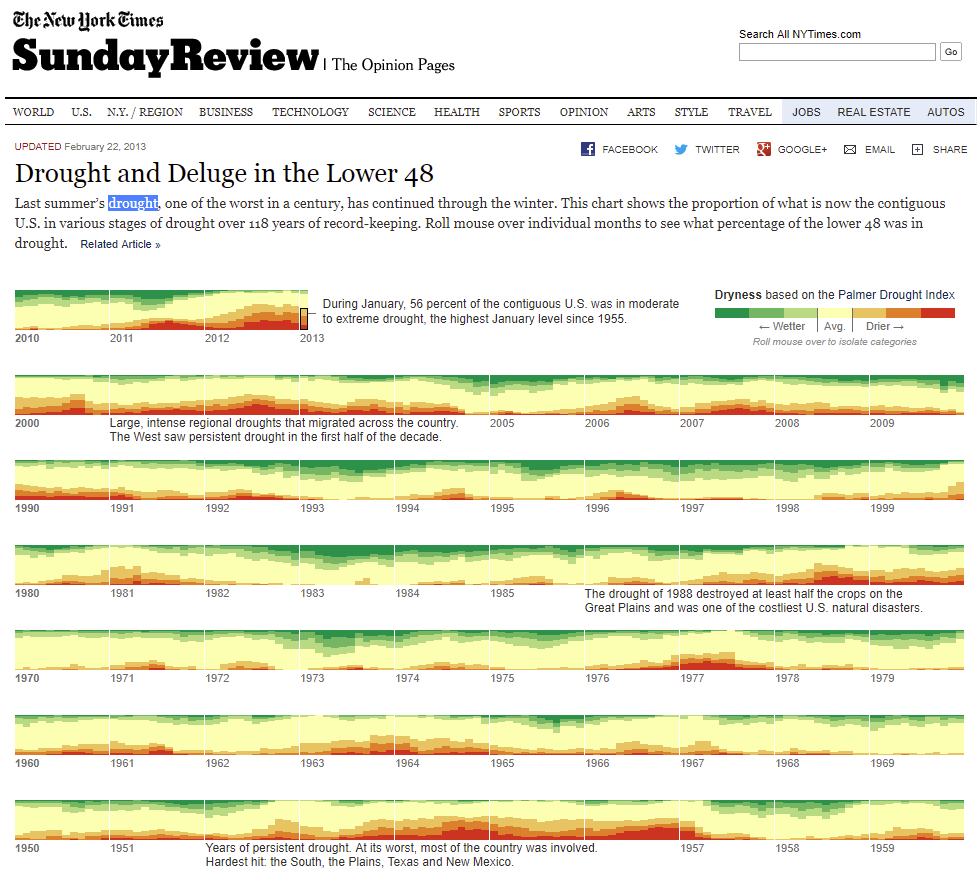 The New York Times
SundayReview | The Opinion Pages
Search All NYTimes.com
Go
WORLD U.S. N.Y. / REGION BUSINESS TECHNOLOGY SCIENCE HEALTH SPORTS OPINION ARTS STYLE TRAVEL JOBS REAL ESTATE AUTOS
UPDATED February 22, 2013
FACEBOOK TWITTER GOOGLE+ EMAIL SHARE
Drought and Deluge in the Lower 48
Last summer's drought, one of the worst in a century, has continued through the winter. This chart shows the proportion of what is now the contiguous
U.S. in various stages of drought over 118 years of record-keeping. Roll mouse over individual months to see what percentage of the lower 48 was in
drought. Related Article »
During January, 56 percent of the contiguous U.S. was in moderate
to extreme drought, the highest January level since 1955.
Dryness based on the Palmer Drought Index
← Wetter Avg. Drier →
Roll mouse over to isolate categories
2010 2011 2012 2013
2000 2005 2006 2007 2008 2009
Large, intense regional droughts that migrated across the country.
The West saw persistent drought in the first half of the decade.
1990 1991 1992 1993 1994 1995 1996 1997 1998 1999
1980 1981 1982 1983 1984 1985
The drought of 1988 destroyed at least half the crops on the
Great Plains and was one of the costliest U.S. natural disasters.
1970 1971 1972 1973 1974 1975 1976 1977 1978 1979
1960 1961 1962 1963 1964 1965 1966 1967 1968 1969
1950 1951 1957 1958 1959
Years of persistent drought. At its worst, most of the country was involved.
Hardest hit: the South, the Plains, Texas and New Mexico.